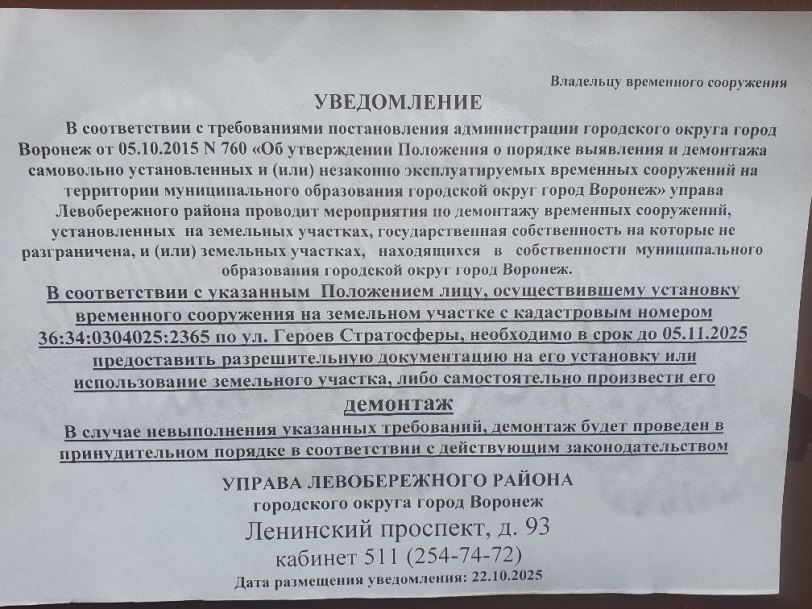 Владельцу временного сооружения
УВЕДОМЛЕНИЕ
В соответствии с требованиями постановления администрации городского округа город
Воронеж от 05.10.2015 N 760 «Об утверждении Положения о порядке выявления и демонтажа
самовольно установленных и (или) незаконно эксплуатируемых временных сооружений на
территории муниципального образования городской округ город Воронеж» управа
Левобережного района проводит мероприятия по демонтажу временных сооружений,
установленных на земельных участках, государственная собственность на которые не
разграничена, и (или) земельных участках, находящихся в собственности муниципального
образования городской округ город Воронеж.
В соответствии с указанным Положением лицу, осуществившему установку
временного сооружения на земельном участке с кадастровым номером
36:34:0304025:2365 по ул. Героев Стратосферы, необходимо в срок до 05.11.2025
предоставить разрешительную документацию на его установку или
использование земельного участка, либо самостоятельно произвести его
демонтаж
В случае невыполнения указанных требований, демонтаж будет проведен в
принудительном порядке в соответствии с действующим законодательством
УПРАВА ЛЕВОБЕРЕЖНОГО РАЙОНА
городского округа город Воронеж
Ленинский проспект, д. 93
кабинет 511 (254-74-72)
Дата размещения уведомления: 22.10.2025